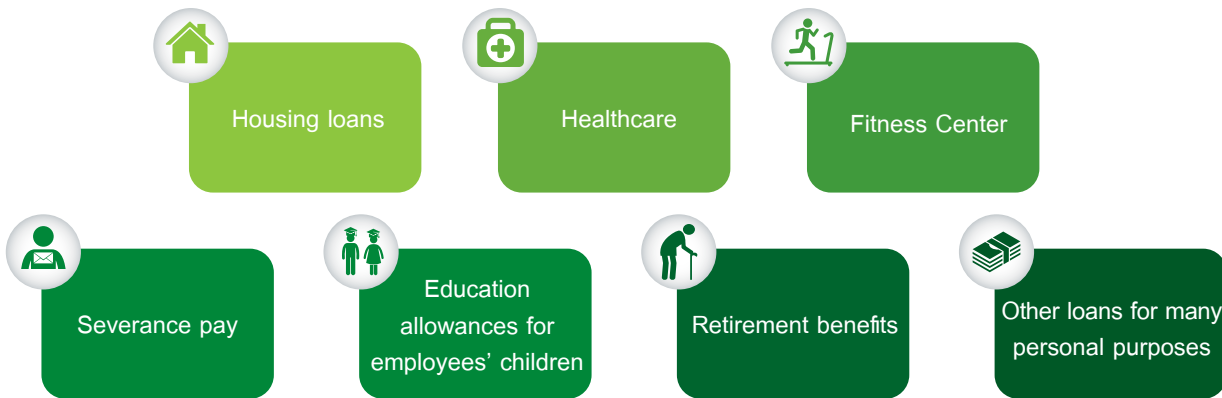 Housing loans
Healthcare
Fitness Center
Severance pay
Education
allowances for
employees’ children
Retirement benefits
Other loans for many
personal purposes